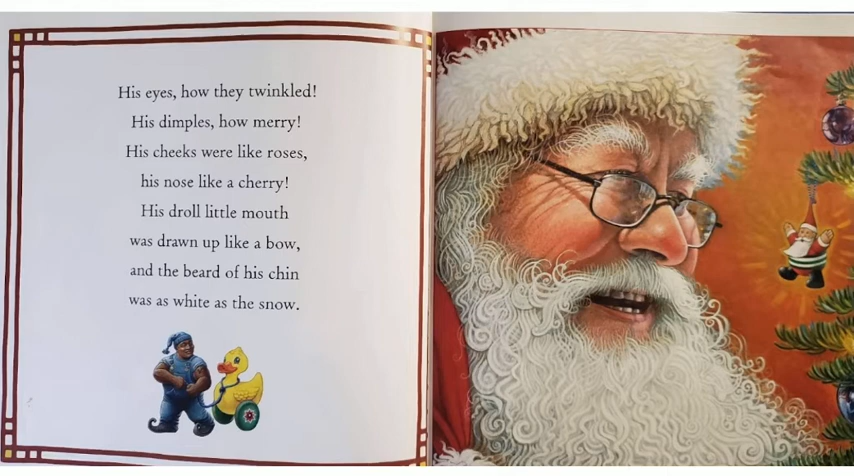 His eyes, how they twinkled!
His dimples, how merry!
His cheeks were like roses,
his nose like a cherry!
His droll little mouth
was drawn up like a bow,
and the beard of his chin
was as white as the snow.